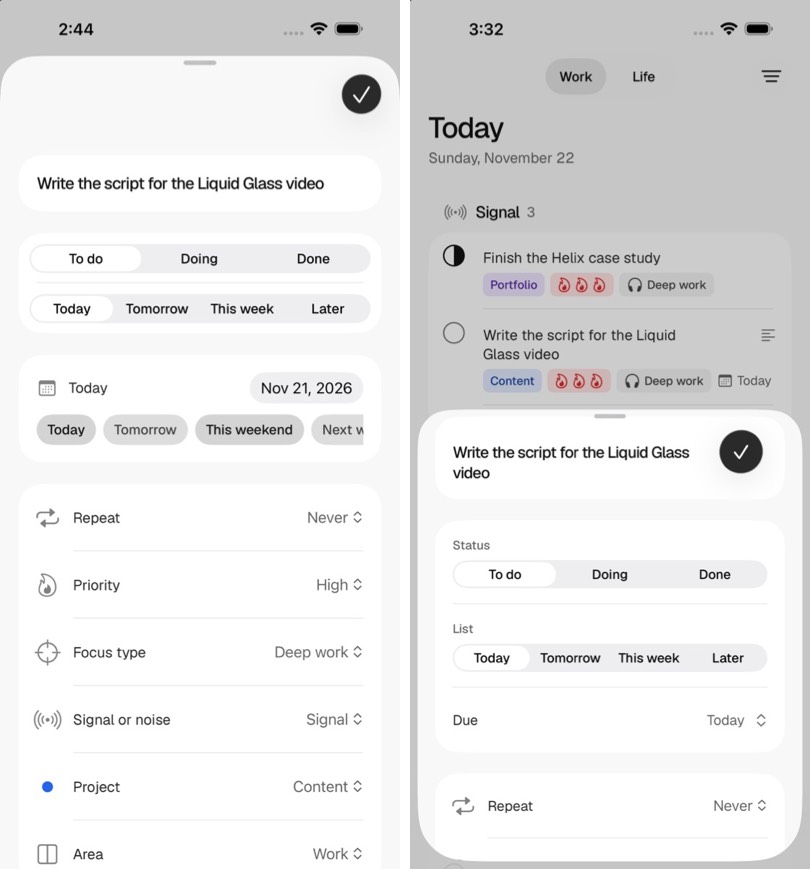 2:44
Write the script for the Liquid Glass video
To do Doing Done
Today Tomorrow This week Later
Today Nov 21, 2026
Today Tomorrow This weekend Next w
Repeat Never
Priority High
Focus type Deep work
Signal or noise Signal
Project Content
Area Work
3:32
Work Life
Today
Sunday, November 22
Signal 3
Finish the Helix case study
Portfolio Deep work
Write the script for the Liquid
Glass video
Content Deep work Today
Write the script for the Liquid Glass
video
Status
To do Doing Done
List
Today Tomorrow This week Later
Due Today
Repeat Never